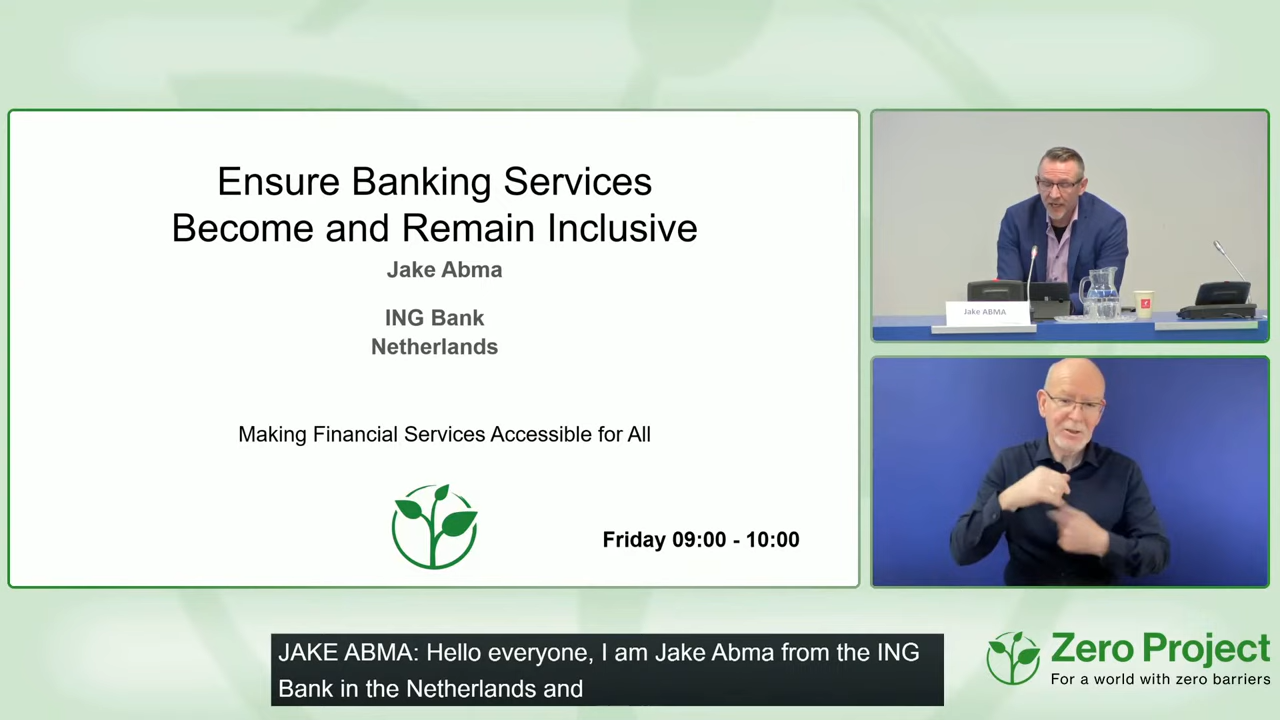 Ensure Banking Services
Become and Remain Inclusive
Jake Abma
ING Bank
Netherlands
Making Financial Services Accessible for All
Friday 09:00 - 10:00
Jake ABMA
JAKE ABMA: Hello everyone, I am Jake Abma from the ING
Bank in the Netherlands and
Zero Project
For a world with zero barriers